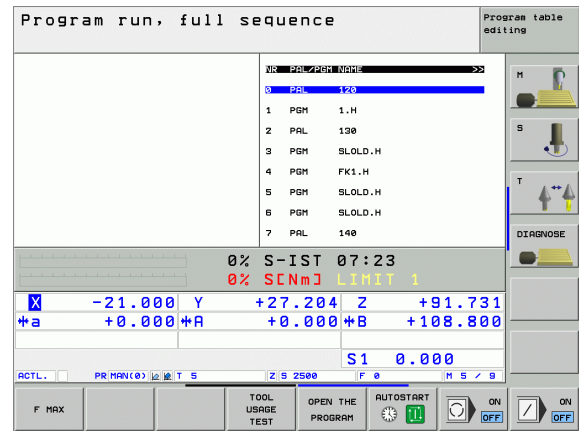 Program run, full sequence
Program table
editing
NR PAL/PGM NAME >>
0 PAL 120
1 PGM 1.H
2 PAL 130
3 PGM SLOLD.H
4 PGM FK1.H
5 PGM SLOLD.H
6 PGM SLOLD.H
7 PAL 140
M
S
T
DIAGNOSE
0% S-IST 07:23
0% S[Nm] LIMIT 1
X -21.000 Y +27.204 Z +91.731
a +0.000 A +0.000 B +108.800
S1 0.000
ACTL. PR MAN(0) T 5 Z S 2500 F 0 M 5 / 9
F MAX
TOOL
USAGE
TEST
OPEN THE
PROGRAM
AUTOSTART
ON
OFF
ON
OFF